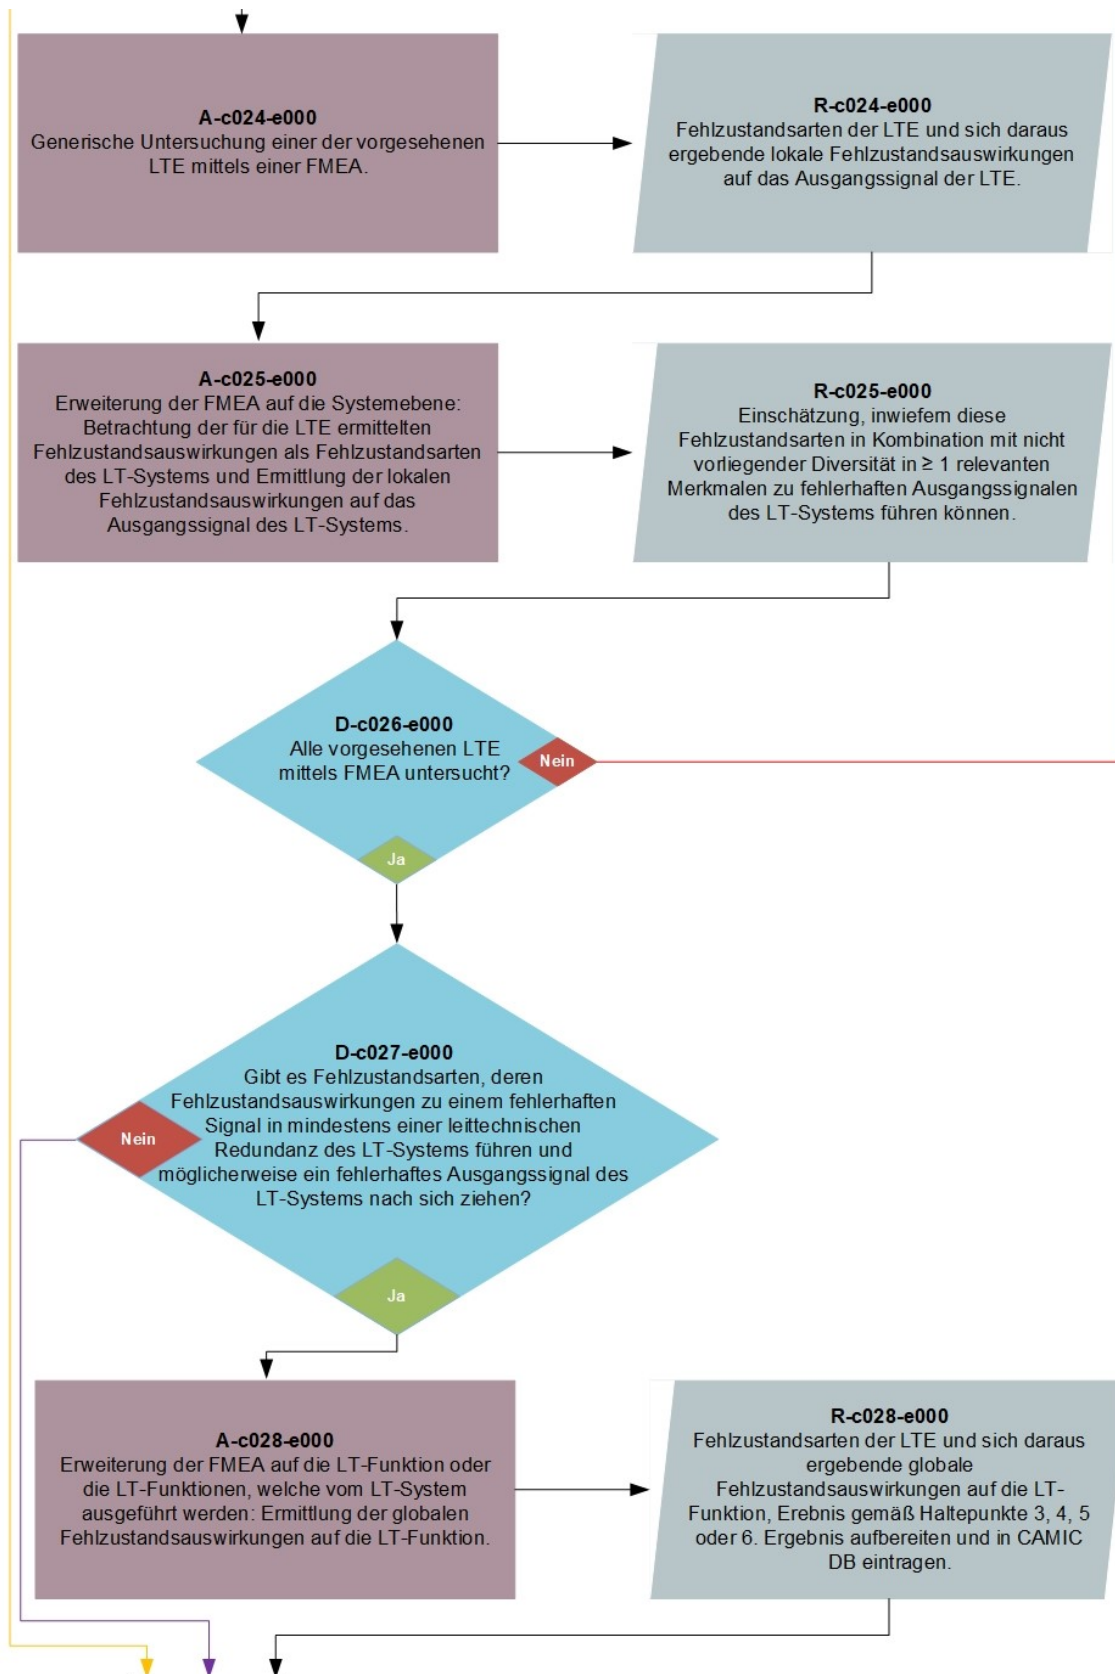 A-c024-e000
Generische Untersuchung einer der vorgesehenen
LTE mittels einer FMEA.
R-c024-e000
Fehlzustandsarten der LTE und sich daraus
ergebende lokale Fehlzustandsauswirkungen
auf das Ausgangssignal der LTE.
A-c025-e000
Erweiterung der FMEA auf die Systemebene:
Betrachtung der für die LTE ermittelten
Fehlzustandsauswirkungen als Fehlzustandsarten
des LT-Systems und Ermittlung der lokalen
Fehlzustandsauswirkungen auf das
Ausgangssignal des LT-Systems.
R-c025-e000
Einschätzung, inwiefern diese
Fehlzustandsarten in Kombination mit nicht
vorliegender Diversität in ≥ 1 relevanten
Merkmalen zu fehlerhaften Ausgangssignalen
des LT-Systems führen können.
D-c026-e000
Alle vorgesehenen LTE
mittels FMEA untersucht?
Nein
Ja
D-c027-e000
Gibt es Fehlzustandsarten, deren
Fehlzustandsauswirkungen zu einem fehlerhaften
Signal in mindestens einer leittechnischen
Redundanz des LT-Systems führen und
möglicherweise ein fehlerhaftes Ausgangssignal des
LT-Systems nach sich ziehen?
Nein
Ja
A-c028-e000
Erweiterung der FMEA auf die LT-Funktion oder
die LT-Funktionen, welche vom LT-System
ausgeführt werden: Ermittlung der globalen
Fehlzustandsauswirkungen auf die LT-Funktion.
R-c028-e000
Fehlzustandsarten der LTE und sich daraus
ergebende globale
Fehlzustandsauswirkungen auf die LT-
Funktion, Erebnis gemäß Haltepunkte 3, 4, 5
oder 6. Ergebnis aufbereiten und in CAMIC
DB eintragen.